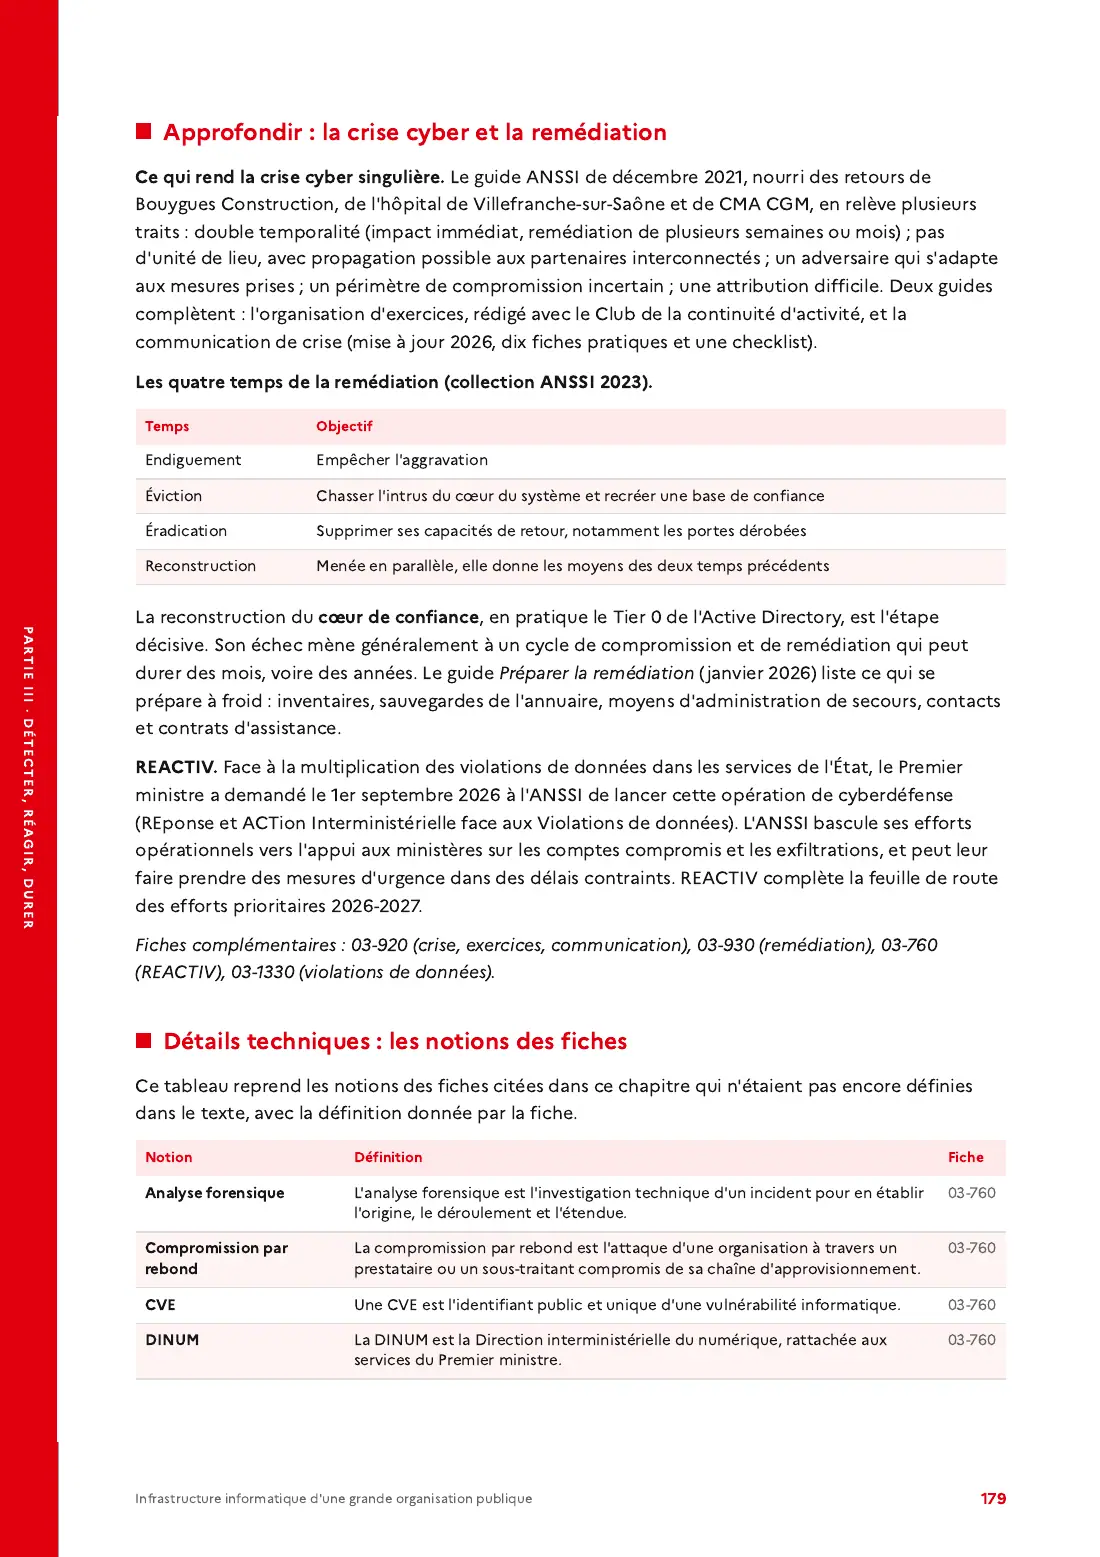 Approfondir : la crise cyber et la remédiation
Ce qui rend la crise cyber singulière. Le guide ANSSI de décembre 2021, nourri des retours de
Bouygues Construction, de l'hôpital de Villefranche-sur-Saône et de CMA CGM, en relève plusieurs
traits : double temporalité (impact immédiat, remédiation de plusieurs semaines ou mois) ; pas
d'unité de lieu, avec propagation possible aux partenaires interconnectés ; un adversaire qui s'adapte
aux mesures prises ; un périmètre de compromission incertain ; une attribution difficile. Deux guides
complètent : l'organisation d'exercices, rédigé avec le Club de la continuité d'activité, et la
communication de crise (mise à jour 2026, dix fiches pratiques et une checklist).
Les quatre temps de la remédiation (collection ANSSI 2023).
Temps Objectif
Endiguement Empêcher l'aggravation
Éviction Chasser l'intrus du cœur du système et recréer une base de confiance
Éradication Supprimer ses capacités de retour, notamment les portes dérobées
Reconstruction Menée en parallèle, elle donne les moyens des deux temps précédents
La reconstruction du cœur de confiance, en pratique le Tier 0 de l'Active Directory, est l'étape
décisive. Son échec mène généralement à un cycle de compromission et de remédiation qui peut
durer des mois, voire des années. Le guide Préparer la remédiation (janvier 2026) liste ce qui se
prépare à froid : inventaires, sauvegardes de l'annuaire, moyens d'administration de secours, contacts
et contrats d'assistance.
REACTIV. Face à la multiplication des violations de données dans les services de l'État, le Premier
ministre a demandé le 1er septembre 2026 à l'ANSSI de lancer cette opération de cyberdéfense
(REponse et ACTion Interministérielle face aux Violations de données). L'ANSSI bascule ses efforts
opérationnels vers l'appui aux ministères sur les comptes compromis et les exfiltrations, et peut leur
faire prendre des mesures d'urgence dans des délais contraints. REACTIV complète la feuille de route
des efforts prioritaires 2026-2027.
Fiches complémentaires : 03-920 (crise, exercices, communication), 03-930 (remédiation), 03-760
(REACTIV), 03-1330 (violations de données).
Détails techniques : les notions des fiches
Ce tableau reprend les notions des fiches citées dans ce chapitre qui n'étaient pas encore définies
dans le texte, avec la définition donnée par la fiche.
Notion Définition Fiche
Analyse forensique L'analyse forensique est l'investigation technique d'un incident pour en établir 03-760
l'origine, le déroulement et l'étendue.
Compromission par La compromission par rebond est l'attaque d'une organisation à travers un 03-760
rebond prestataire ou un sous-traitant compromis de sa chaîne d'approvisionnement.
CVE Une CVE est l'identifiant public et unique d'une vulnérabilité informatique. 03-760
DINUM La DINUM est la Direction interministérielle du numérique, rattachée aux 03-760
services du Premier ministre.
PARTIE III · DÉTECTER, RÉAGIR, DURER
Infrastructure informatique d'une grande organisation publique 179